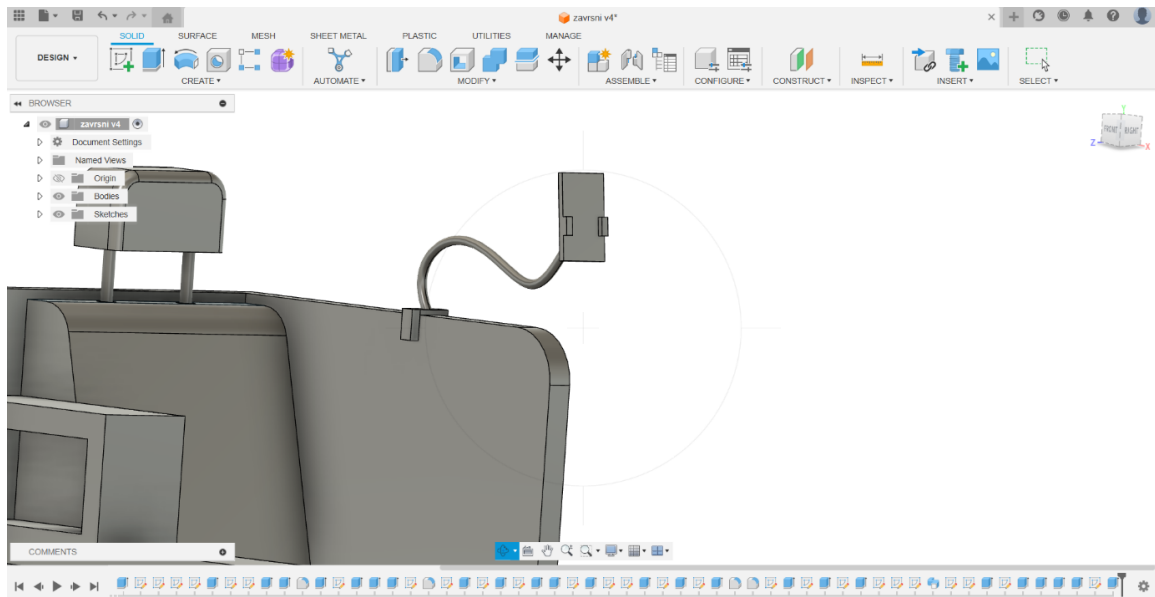 zavrsni v4*
SOLID SURFACE MESH SHEET METAL PLASTIC UTILITIES MANAGE
DESIGN
CREATE AUTOMATE MODIFY ASSEMBLE CONFIGURE CONSTRUCT INSPECT INSERT SELECT
BROWSER
zavrsni v4
Document Settings
Named Views
Origin
Bodies
Sketches
Y
FRONT RIGHT
Z X
COMMENTS